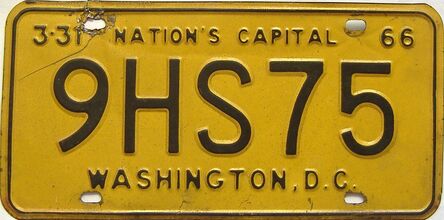 3-31 NATION'S CAPITAL 66
9HS75
WASHINGTON, D.C.